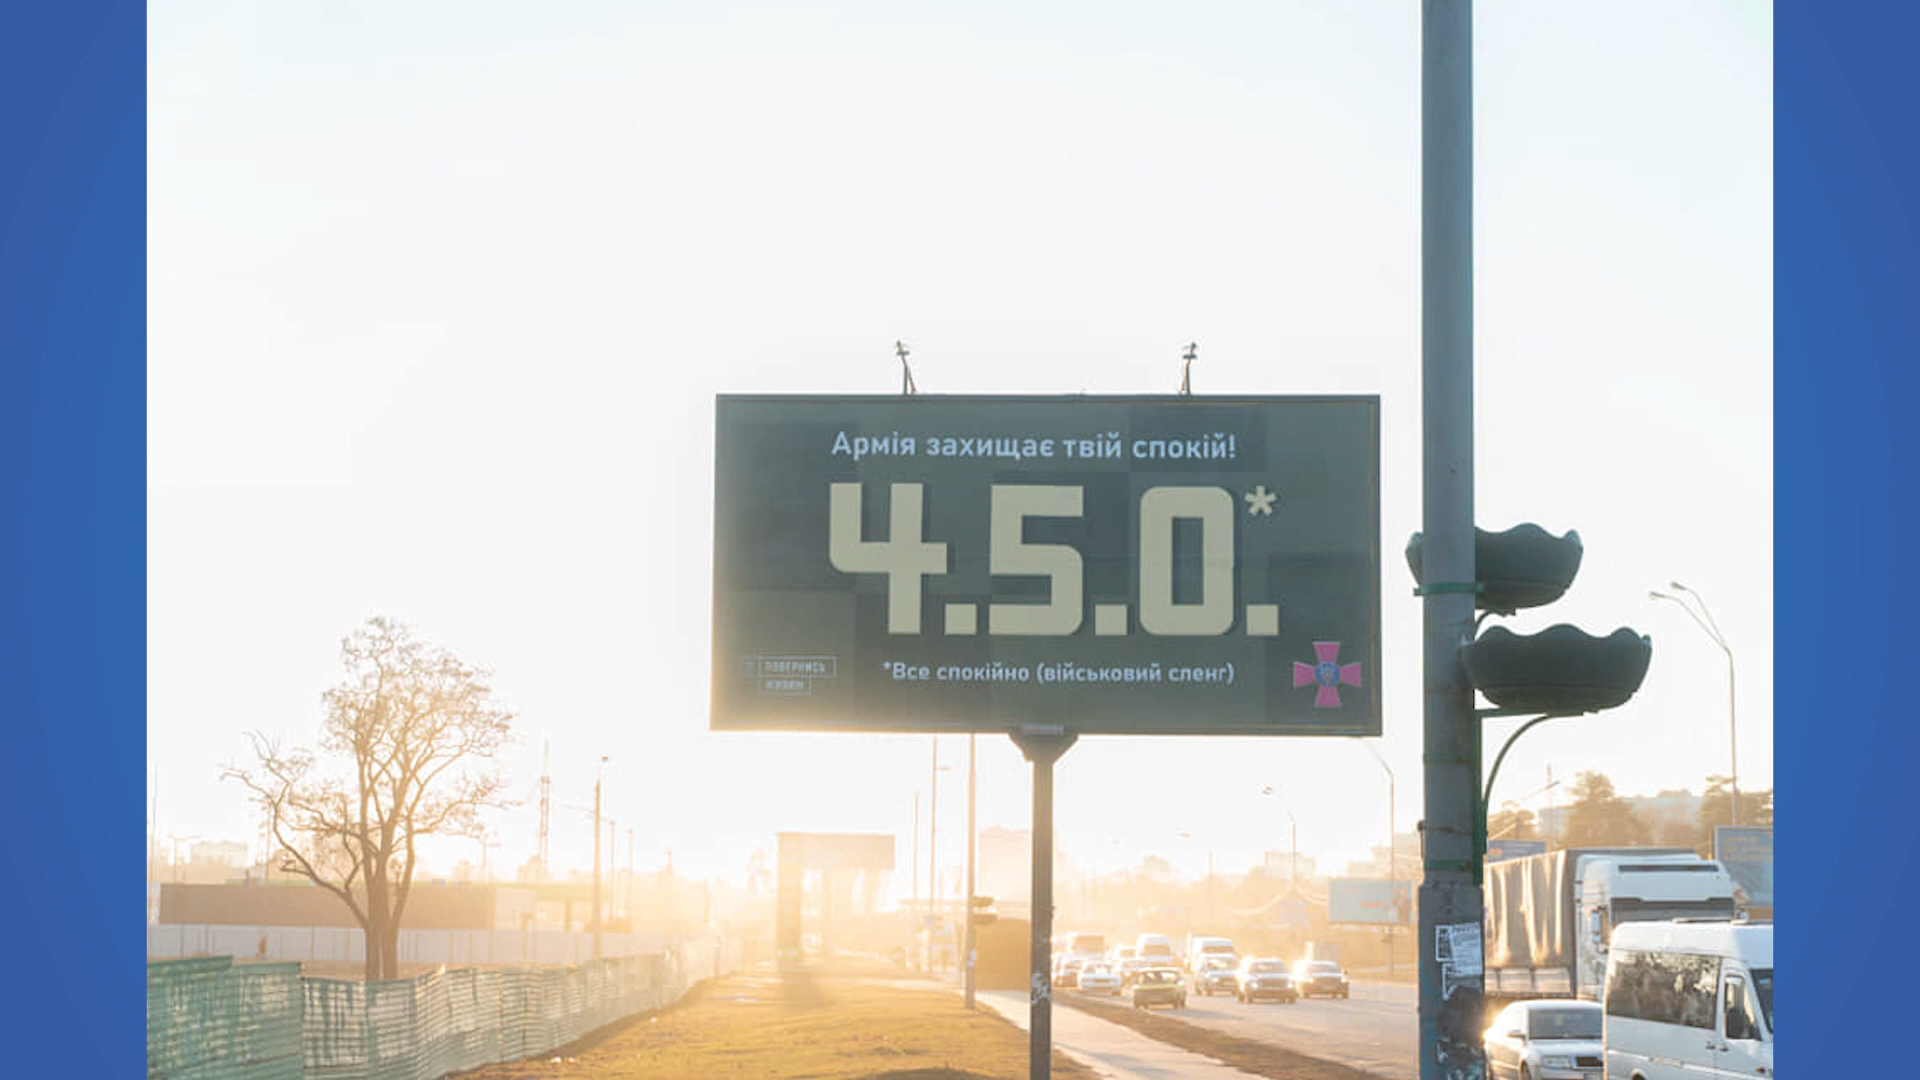 Армія захищає твій спокій!
4.5.0.*
*Все спокійно (військовий сленг)
ПОВЕРНИСЬ
ЖИВИМ